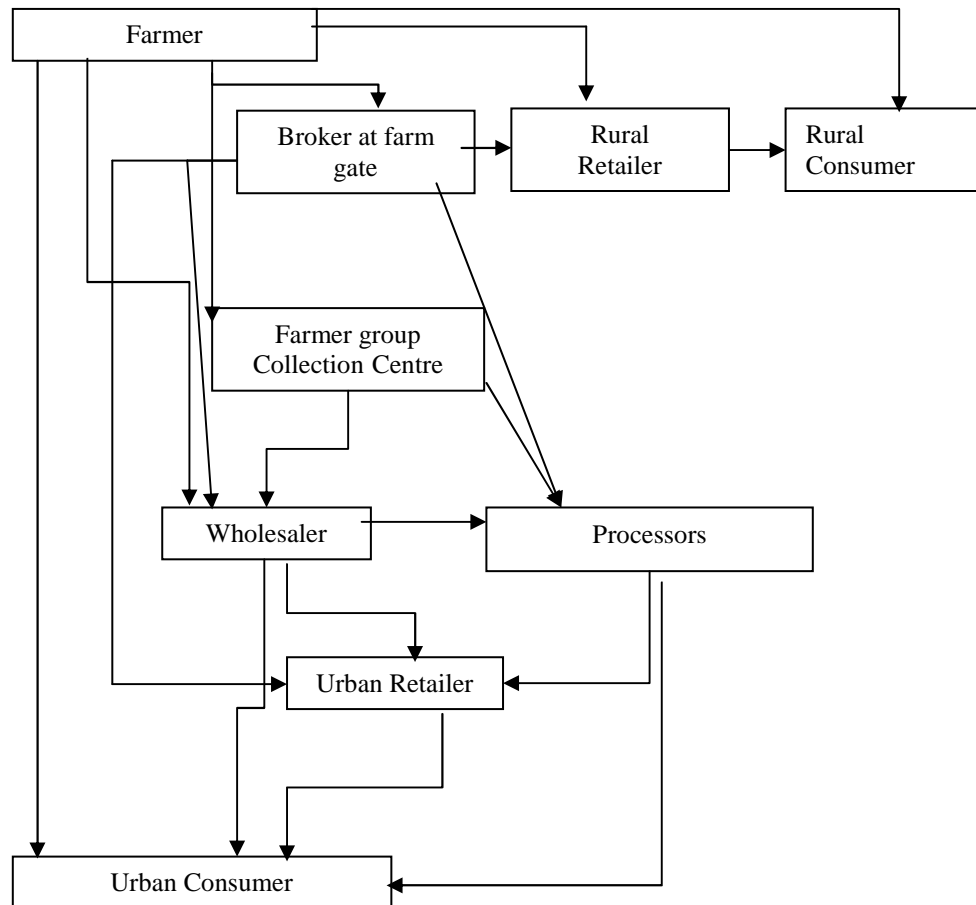 Farmer
Broker at farm
gate
Rural
Retailer
Rural
Consumer
Farmer group
Collection Centre
Wholesaler
Processors
Urban Retailer
Urban Consumer